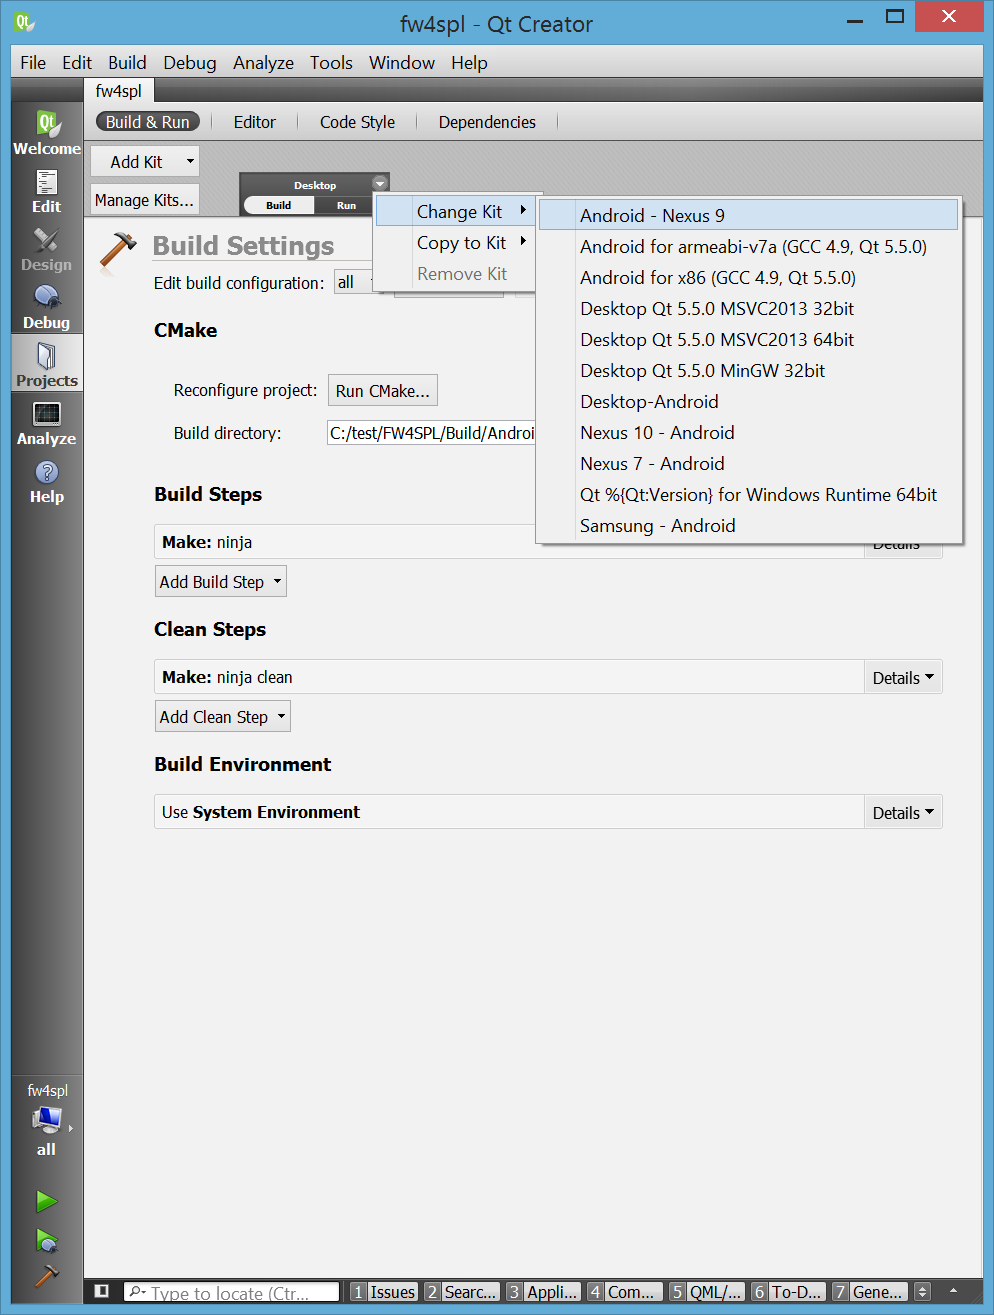 fw4spl - Qt Creator
File Edit Build Debug Analyze Tools Window Help
fw4spl
Build & Run Editor Code Style Dependencies
Add Kit
Manage Kits...
Desktop
Build Run
Change Kit
Copy to Kit
Remove Kit
Android - Nexus 9
Android for armeabi-v7a (GCC 4.9, Qt 5.5.0)
Android for x86 (GCC 4.9, Qt 5.5.0)
Desktop Qt 5.5.0 MSVC2013 32bit
Desktop Qt 5.5.0 MSVC2013 64bit
Desktop Qt 5.5.0 MinGW 32bit
Desktop-Android
Nexus 10 - Android
Nexus 7 - Android
Qt %{Qt:Version} for Windows Runtime 64bit
Samsung - Android
Qt
Welcome
Edit
Design
Debug
Projects
Analyze
Help
Build Settings
Edit build configuration: all
CMake
Reconfigure project: Run CMake...
Build directory: C:/test/FW4SPL/Build/Androi
Build Steps
Make: ninja Details
Add Build Step
Clean Steps
Make: ninja clean Details
Add Clean Step
Build Environment
Use System Environment Details
fw4spl
all
Type to locate (Ctr... 1 Issues 2 Searc... 3 Appli... 4 Com... 5 QML/... 6 To-D... 7 Gene...